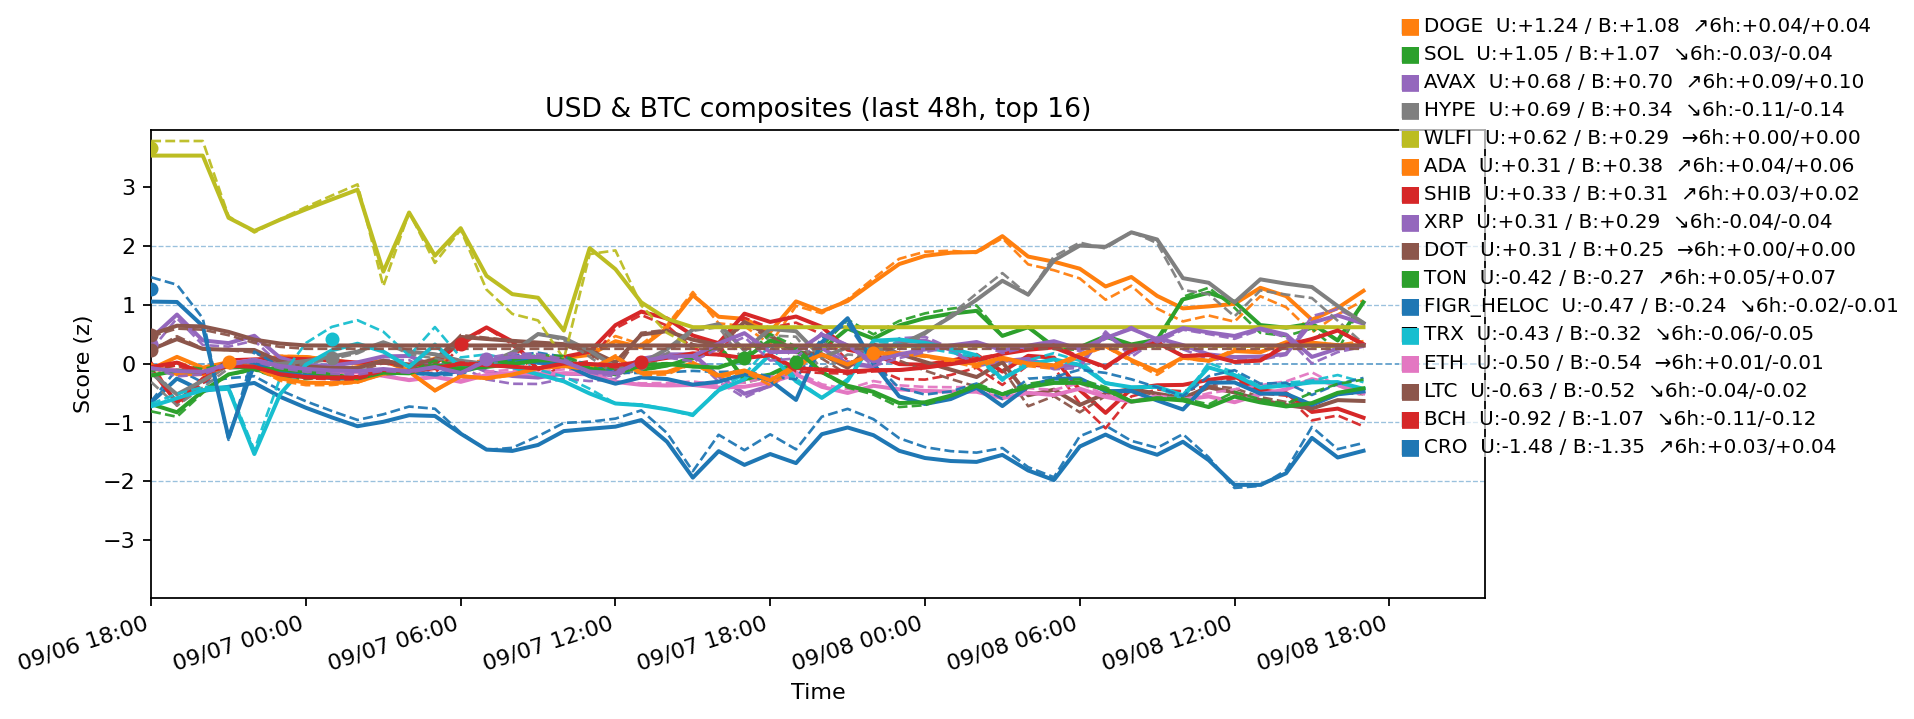 DOGE  U:+1.24 / B:+1.08  ↗6h:+0.04/+0.04
SOL  U:+1.05 / B:+1.07  ↘6h:-0.03/-0.04
AVAX  U:+0.68 / B:+0.70  ↗6h:+0.09/+0.10
HYPE  U:+0.69 / B:+0.34  ↘6h:-0.11/-0.14
WLFI  U:+0.62 / B:+0.29  →6h:+0.00/+0.00
ADA  U:+0.31 / B:+0.38  ↗6h:+0.04/+0.06
SHIB  U:+0.33 / B:+0.31  ↗6h:+0.03/+0.02
XRP  U:+0.31 / B:+0.29  ↘6h:-0.04/-0.04
DOT  U:+0.31 / B:+0.25  →6h:+0.00/+0.00
TON  U:-0.42 / B:-0.27  ↗6h:+0.05/+0.07
FIGR_HELOC  U:-0.47 / B:-0.24  ↘6h:-0.02/-0.01
TRX  U:-0.43 / B:-0.32  ↘6h:-0.06/-0.05
ETH  U:-0.50 / B:-0.54  →6h:+0.01/-0.01
LTC  U:-0.63 / B:-0.52  ↘6h:-0.04/-0.02
BCH  U:-0.92 / B:-1.07  ↘6h:-0.11/-0.12
CRO  U:-1.48 / B:-1.35  ↗6h:+0.03/+0.04
USD & BTC composites (last 48h, top 16)
Score (z)
3
2
1
0
−1
−2
−3
09/06 18:00
09/07 00:00
09/07 06:00
09/07 12:00
09/07 18:00
09/08 00:00
09/08 06:00
09/08 12:00
09/08 18:00
Time